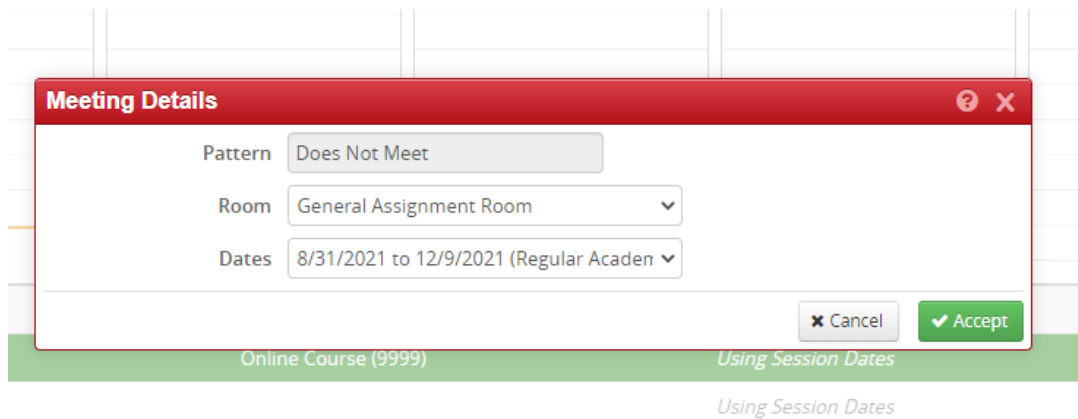 Meeting Details
Pattern Does Not Meet
Room General Assignment Room
Dates 8/31/2021 to 12/9/2021 (Regular Academ
Cancel Accept
Online Course (9999) Using Session Dates
Using Session Dates